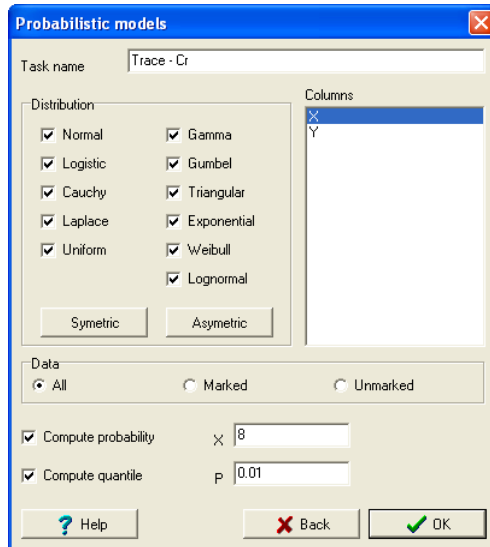 Probabilistic models
Task name Trace - Cr
Distribution
Normal Gamma
Logistic Gumbel
Cauchy Triangular
Laplace Exponential
Uniform Weibull
Lognormal
Symetric Asymetric
Columns
X
Y
Data
All Marked Unmarked
Compute probability X 8
Compute quantile P 0.01
? Help Back OK